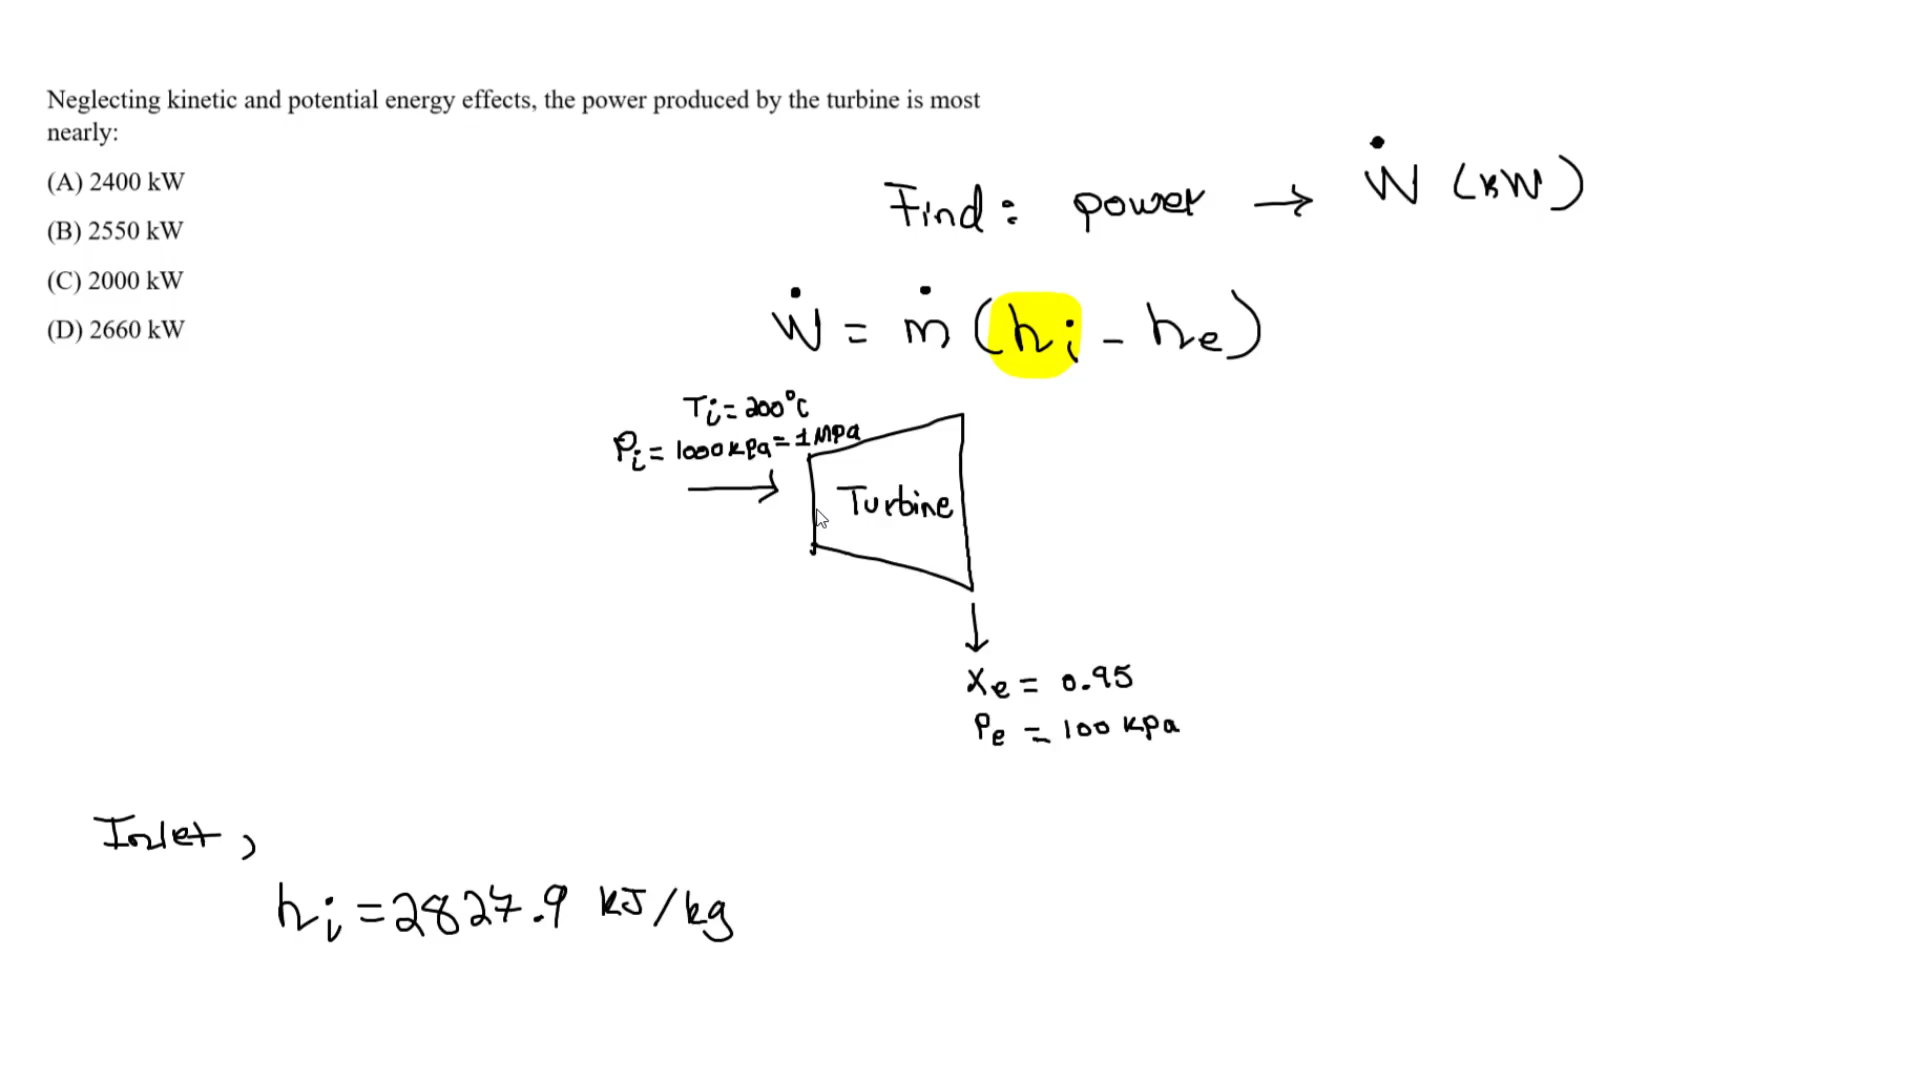 Neglecting kinetic and potential energy effects, the power produced by the turbine is most
nearly:
(A) 2400 kW
(B) 2550 kW
(C) 2000 kW
(D) 2660 kW
Find: power → Ẇ (kW)
Ẇ = ṁ (hᵢ - hₑ)
Tᵢ = 200°C
Pᵢ = 1000 kPa = 1 MPa
Turbine
xₑ = 0.95
Pₑ = 100 kPa
Inlet,
hᵢ = 2827.9 kJ/kg